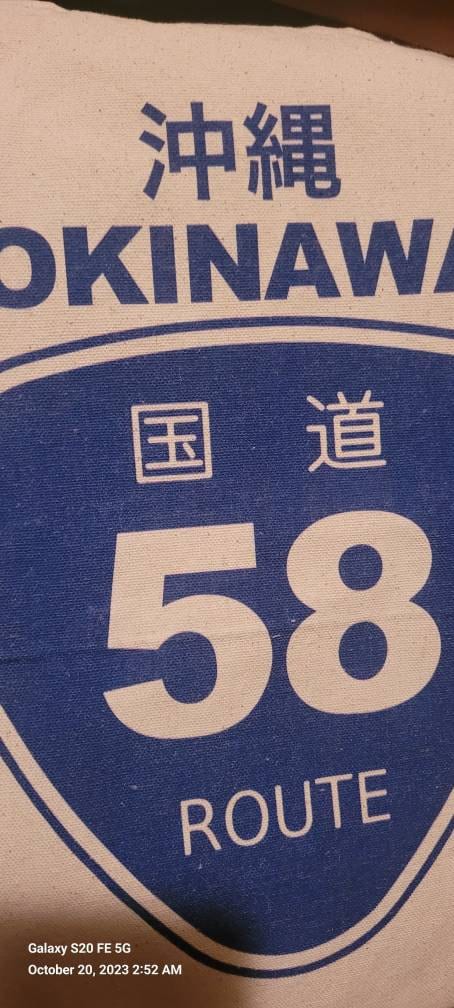 沖縄
OKINAWA
国道
58
ROUTE
Galaxy S20 FE 5G
October 20, 2023 2:52 AM